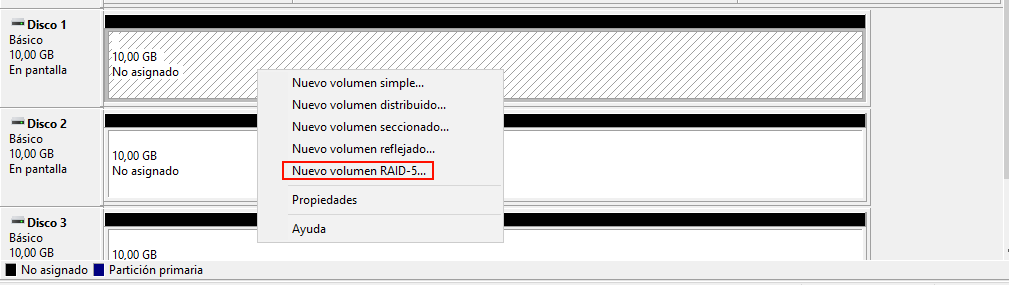 Disco 1
Básico
10,00 GB
En pantalla
10,00 GB
No asignado
Nuevo volumen simple...
Nuevo volumen distribuido...
Nuevo volumen seccionado...
Nuevo volumen reflejado...
Nuevo volumen RAID-5...
Propiedades
Ayuda
Disco 2
Básico
10,00 GB
En pantalla
10,00 GB
No asignado
Disco 3
Básico
10,00 GB
10,00 GB
No asignado
Partición primaria